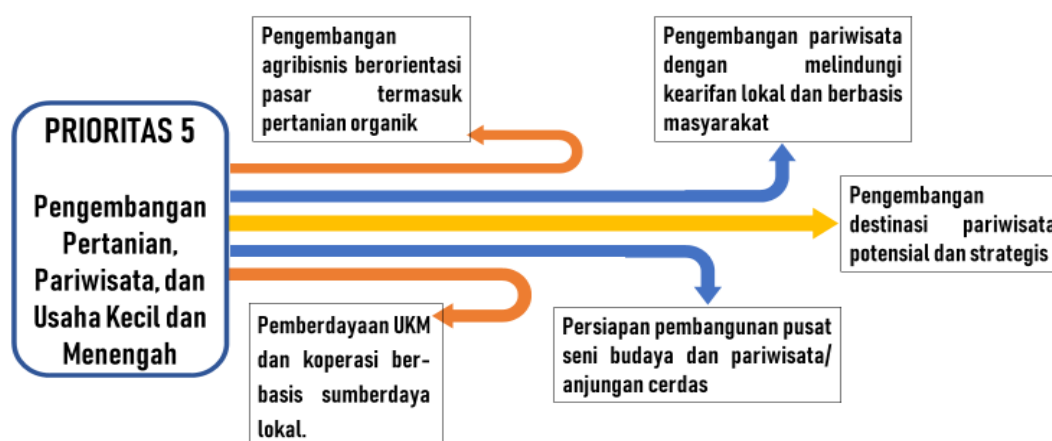 PRIORITAS 5
Pengembangan
Pertanian,
Pariwisata, dan
Usaha Kecil dan
Menengah
Pengembangan
agribisnis berorientasi
pasar termasuk
pertanian organik
Pengembangan pariwisata
dengan melindungi
kearifan lokal dan berbasis
masyarakat
Pengembangan
destinasi pariwisata
potensial dan strategis
Persiapan pembangunan pusat
seni budaya dan pariwisata/
anjungan cerdas
Pemberdayaan UKM
dan koperasi ber-
basis sumberdaya
lokal.